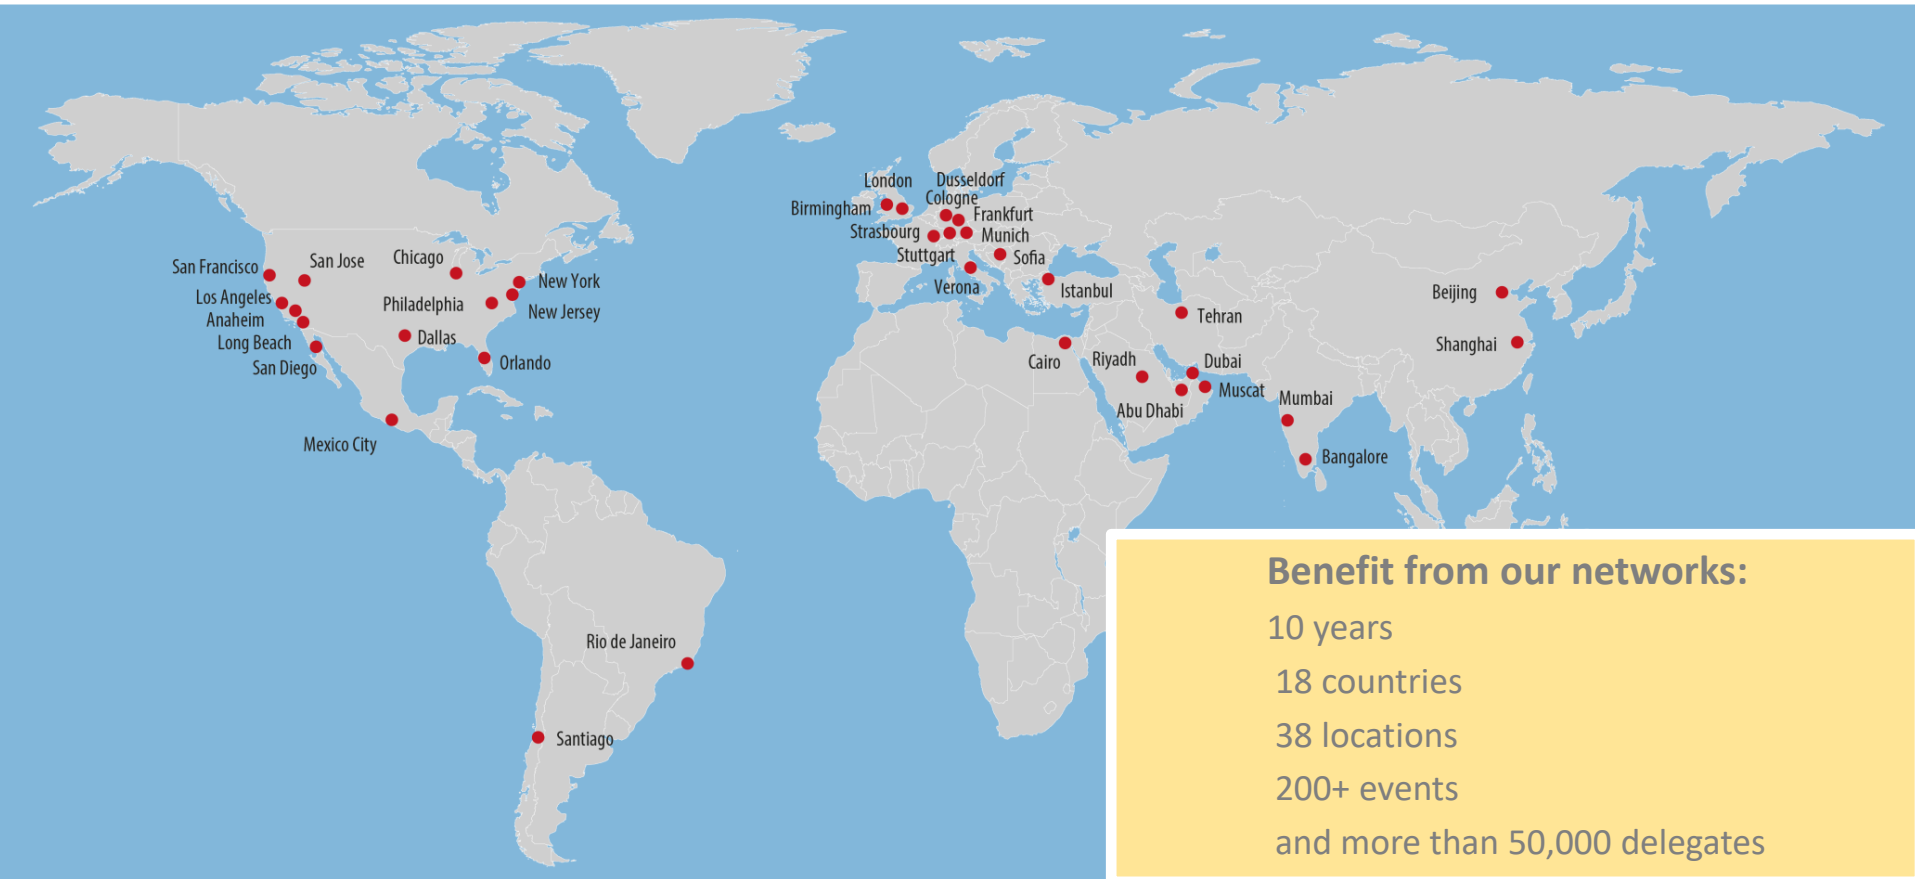 London
Dusseldorf
Cologne
Birmingham
Frankfurt
Strasbourg
Munich
Stuttgart
Sofia
Verona
Istanbul
San Francisco
San Jose
Chicago
New York
Los Angeles
Philadelphia
New Jersey
Anaheim
Long Beach
Dallas
San Diego
Orlando
Mexico City
Tehran
Beijing
Shanghai
Cairo
Riyadh
Dubai
Muscat
Abu Dhabi
Mumbai
Bangalore
Rio de Janeiro
Santiago
Benefit from our networks:
10 years
18 countries
38 locations
200+ events
and more than 50,000 delegates